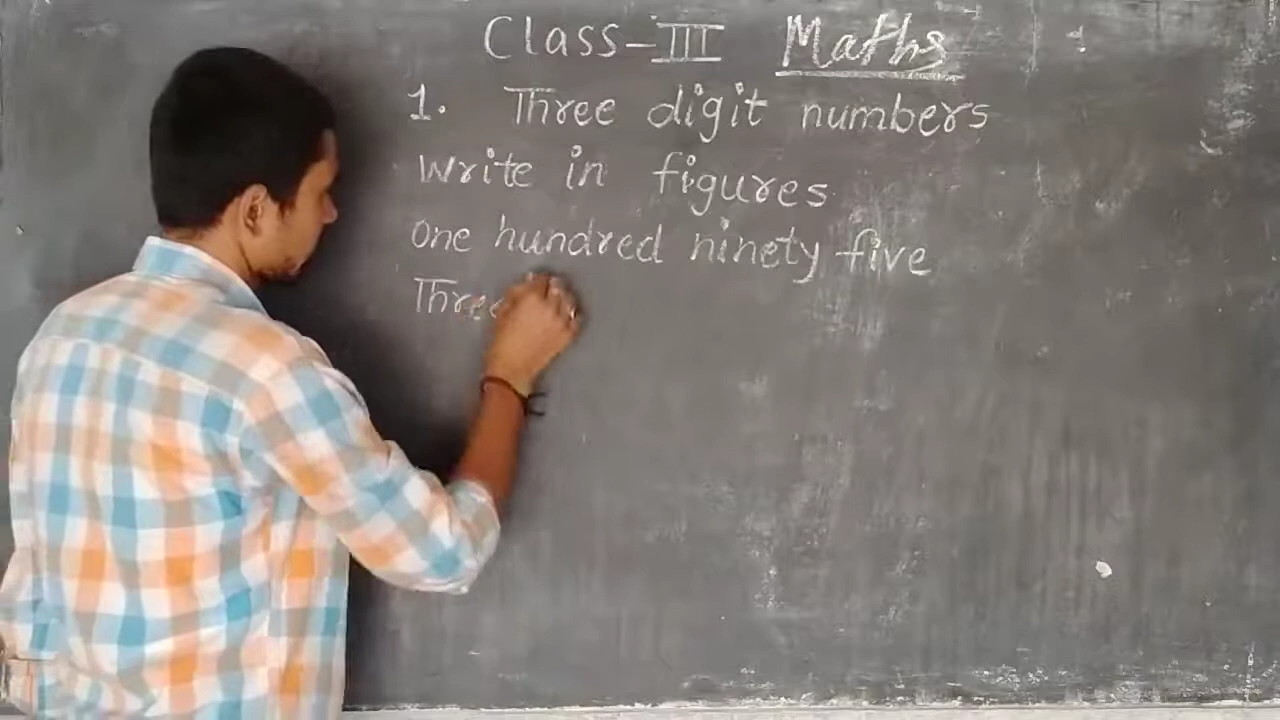 Class-III Maths
1. Three digit numbers
Write in figures
one hundred ninety five
Three